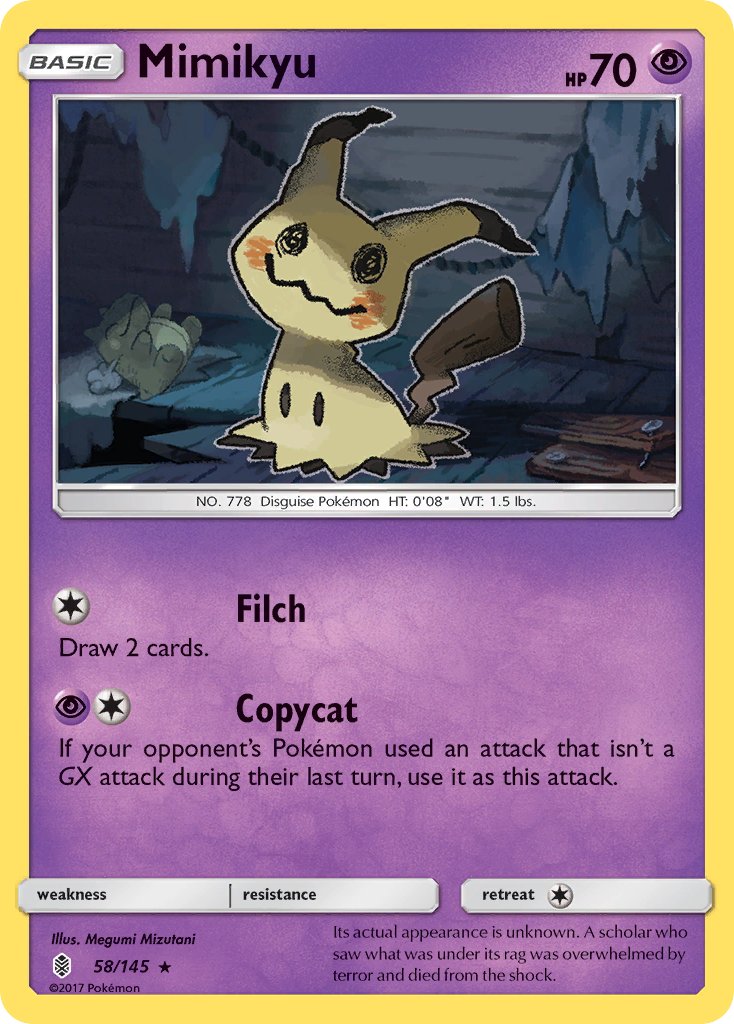 BASIC
Mimikyu
HP 70
NO. 778 Disguise Pokémon HT: 0'08" WT: 1.5 lbs.
Filch
Draw 2 cards.
Copycat
If your opponent's Pokémon used an attack that isn't a
GX attack during their last turn, use it as this attack.
weakness resistance retreat
Illus. Megumi Mizutani
58/145 ★
©2017 Pokémon
Its actual appearance is unknown. A scholar who
saw what was under its rag was overwhelmed by
terror and died from the shock.